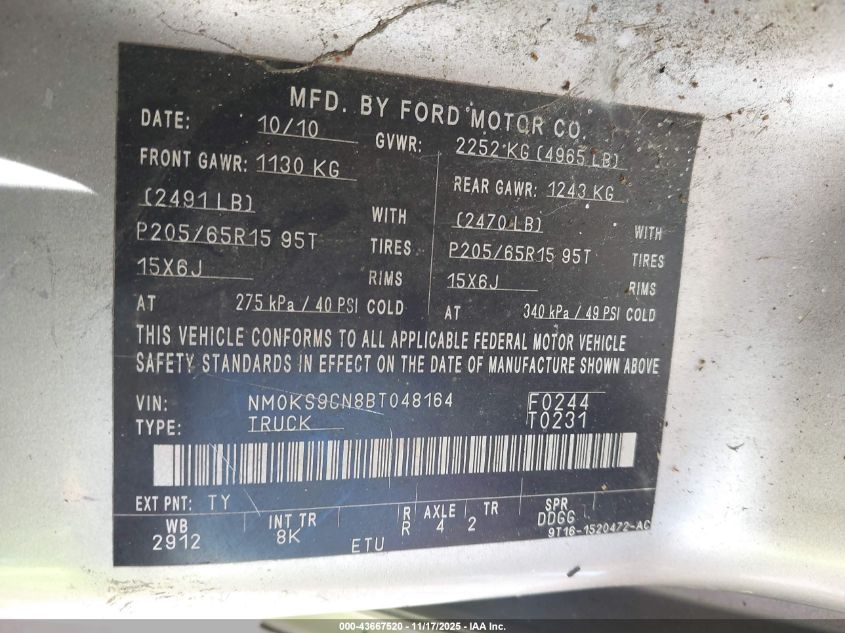 MFD. BY FORD MOTOR CO.
DATE: 10/10 GVWR: 2252 KG (4965 LB)
FRONT GAWR: 1130 KG REAR GAWR: 1243 KG
(2491 LB) WITH (2470 LB) WITH
P205/65R15 95T TIRES P205/65R15 95T TIRES
15X6J RIMS 15X6J RIMS
AT 275 kPa / 40 PSI COLD AT 340 kPa / 49 PSI COLD
THIS VEHICLE CONFORMS TO ALL APPLICABLE FEDERAL MOTOR VEHICLE
SAFETY STANDARDS IN EFFECT ON THE DATE OF MANUFACTURE SHOWN ABOVE
VIN: NM0KS9CN8BT048164 F0244
TYPE: TRUCK T0231
EXT PNT: TY RR AXLE TR SPR
WB INT TR 4 2 DDGG
2912 8K ETU 9T16-1520472-AC
000-43667520 - 11/17/2025 - IAA Inc.